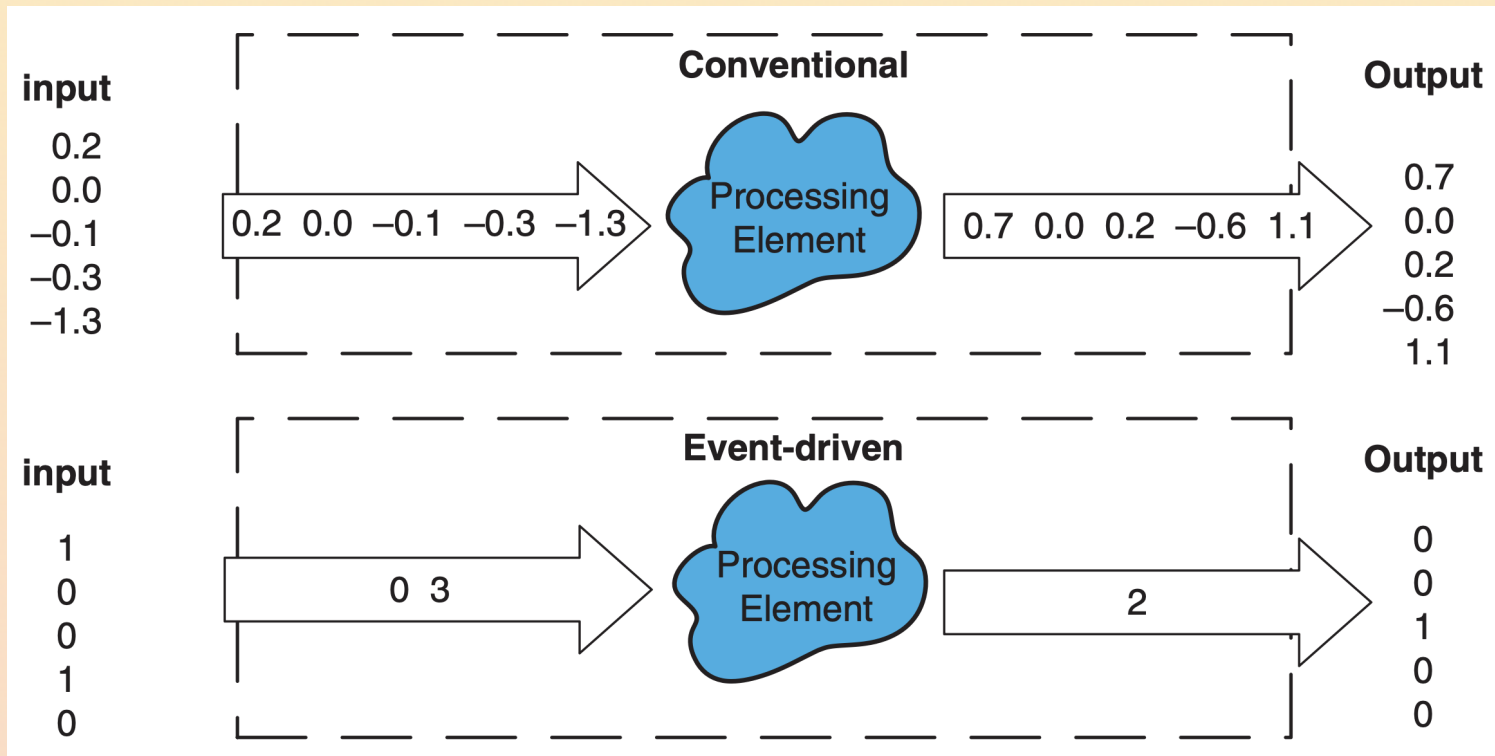 Conventional
input
0.2
0.0
–0.1
–0.3
–1.3
0.2 0.0 –0.1 –0.3 –1.3
Processing
Element
0.7 0.0 0.2 –0.6 1.1
Output
0.7
0.0
0.2
–0.6
1.1
Event-driven
input
1
0
0
1
0
0 3
Processing
Element
2
Output
0
0
1
0
0